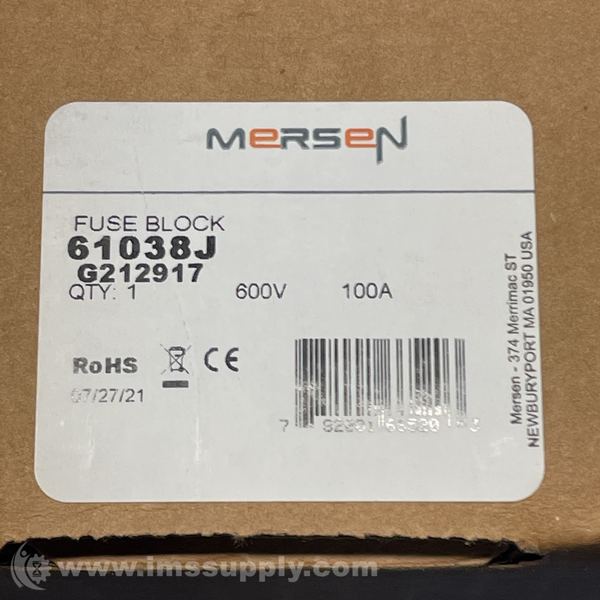 MERSEN
FUSE BLOCK
61038J
G212917
QTY: 1 600V 100A
RoHS CE
07/27/21
7
Mersen - 374 Merrimac ST
NEWBURYPORT MA 01950 USA
www.imssupply.com